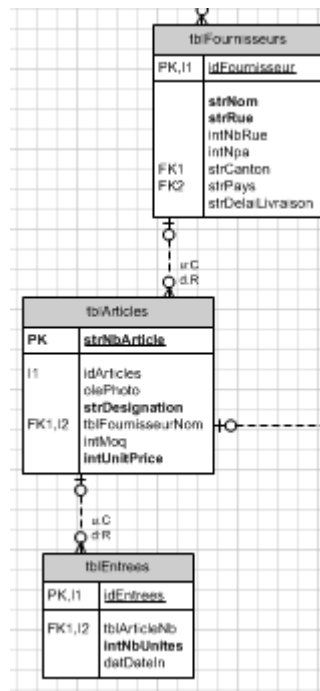 tblFournisseurs
PK,I1 idFournisseur
strNom
strRue
intNbRue
intNpa
FK1 strCanton
FK2 strPays
strDelaiLivraison
u:C
d:R
tblArticles
PK strNbArticle
I1 idArticles
olePhoto
strDesignation
FK1,I2 tblFournisseurNom
intMoq
intUnitPrice
u:C
d:R
tblEntrees
PK,I1 idEntrees
FK1,I2 tblArticleNb
intNbUnites
datDateIn